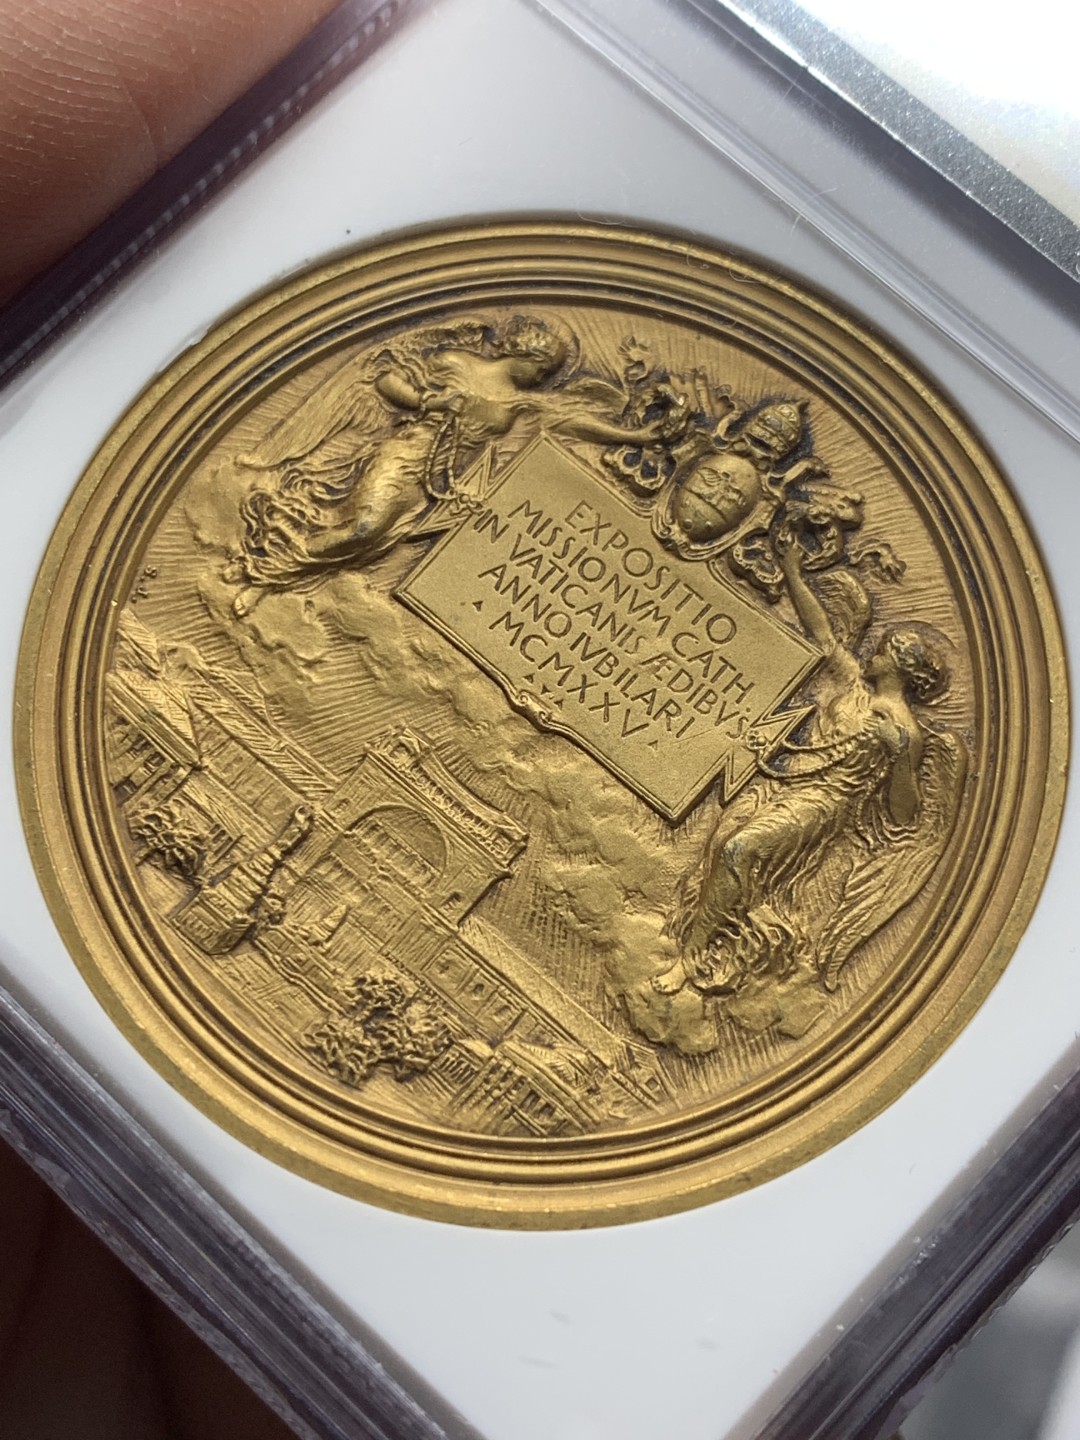 EXPOSITIO
MISSIONVM CATH.
IN VATICANIS ÆDIBVS
ANNO IVBILARI
MCMXXV